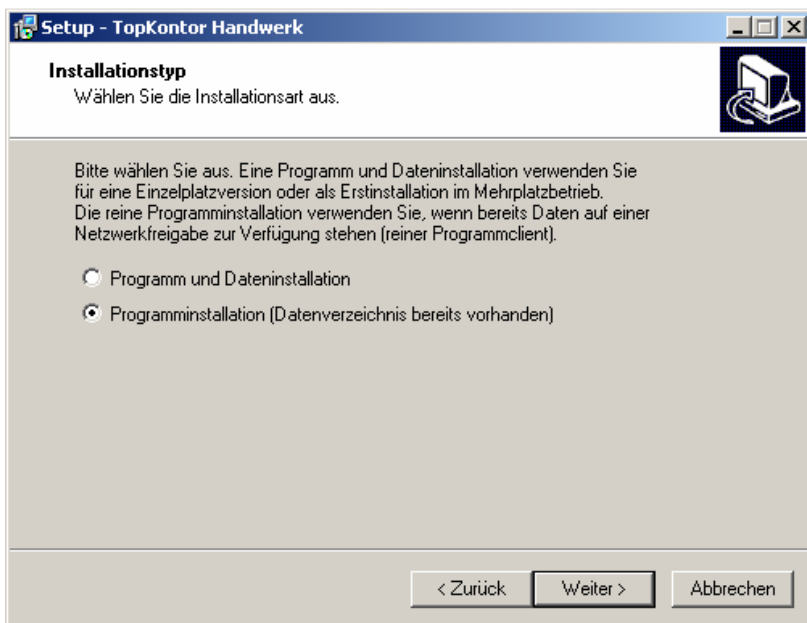 Setup - TopKontor Handwerk
Installationstyp
Wählen Sie die Installationsart aus.
Bitte wählen Sie aus. Eine Programm und Dateninstallation verwenden Sie
für eine Einzelplatzversion oder als Erstinstallation im Mehrplatzbetrieb.
Die reine Programminstallation verwenden Sie, wenn bereits Daten auf einer
Netzwerkfreigabe zur Verfügung stehen (reiner Programmclient).
Programm und Dateninstallation
Programminstallation (Datenverzeichnis bereits vorhanden)
< Zurück Weiter > Abbrechen